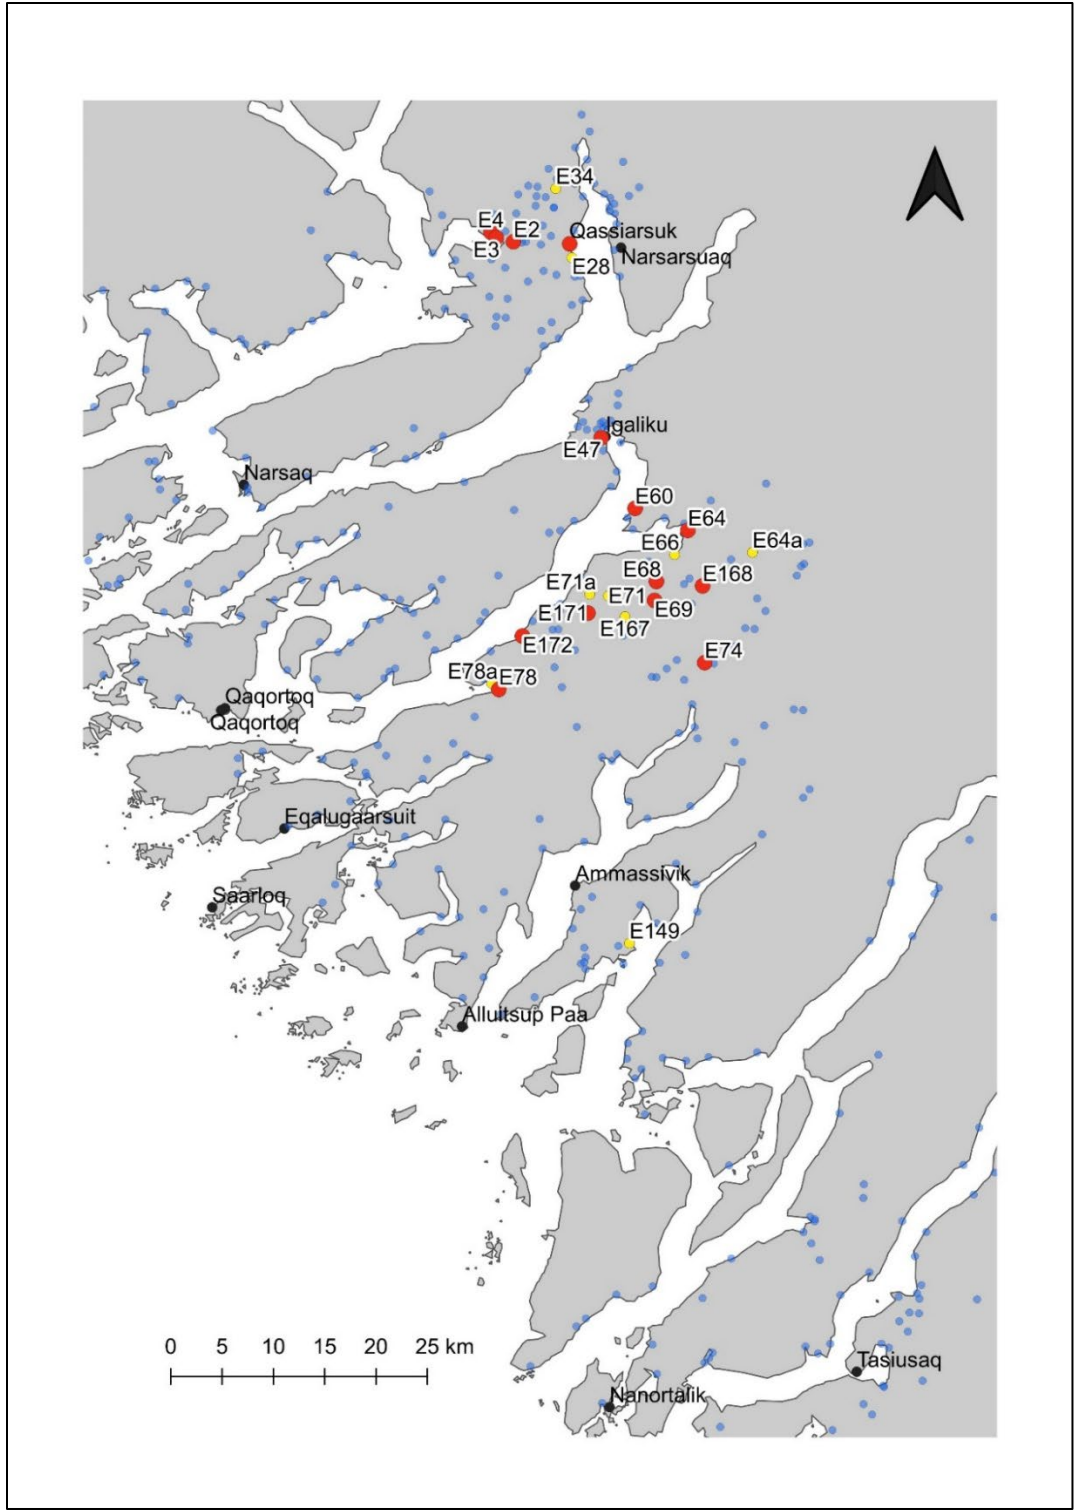 E34
E4
E2
Qassiarsuk
E3
Narsarsuaq
E28
Igaliku
E47
Narsaq
E60
E64
E66
E64a
E68
E168
E71a
E71
E69
E171
E167
E172
E74
E78a
E78
Qaqortoq
Qaqortoq
Eqalugaarsuit
Ammassivik
Saarloq
E149
Alluitsup Paa
0 5 10 15 20 25 km
Tasiusaq
Nanortalik